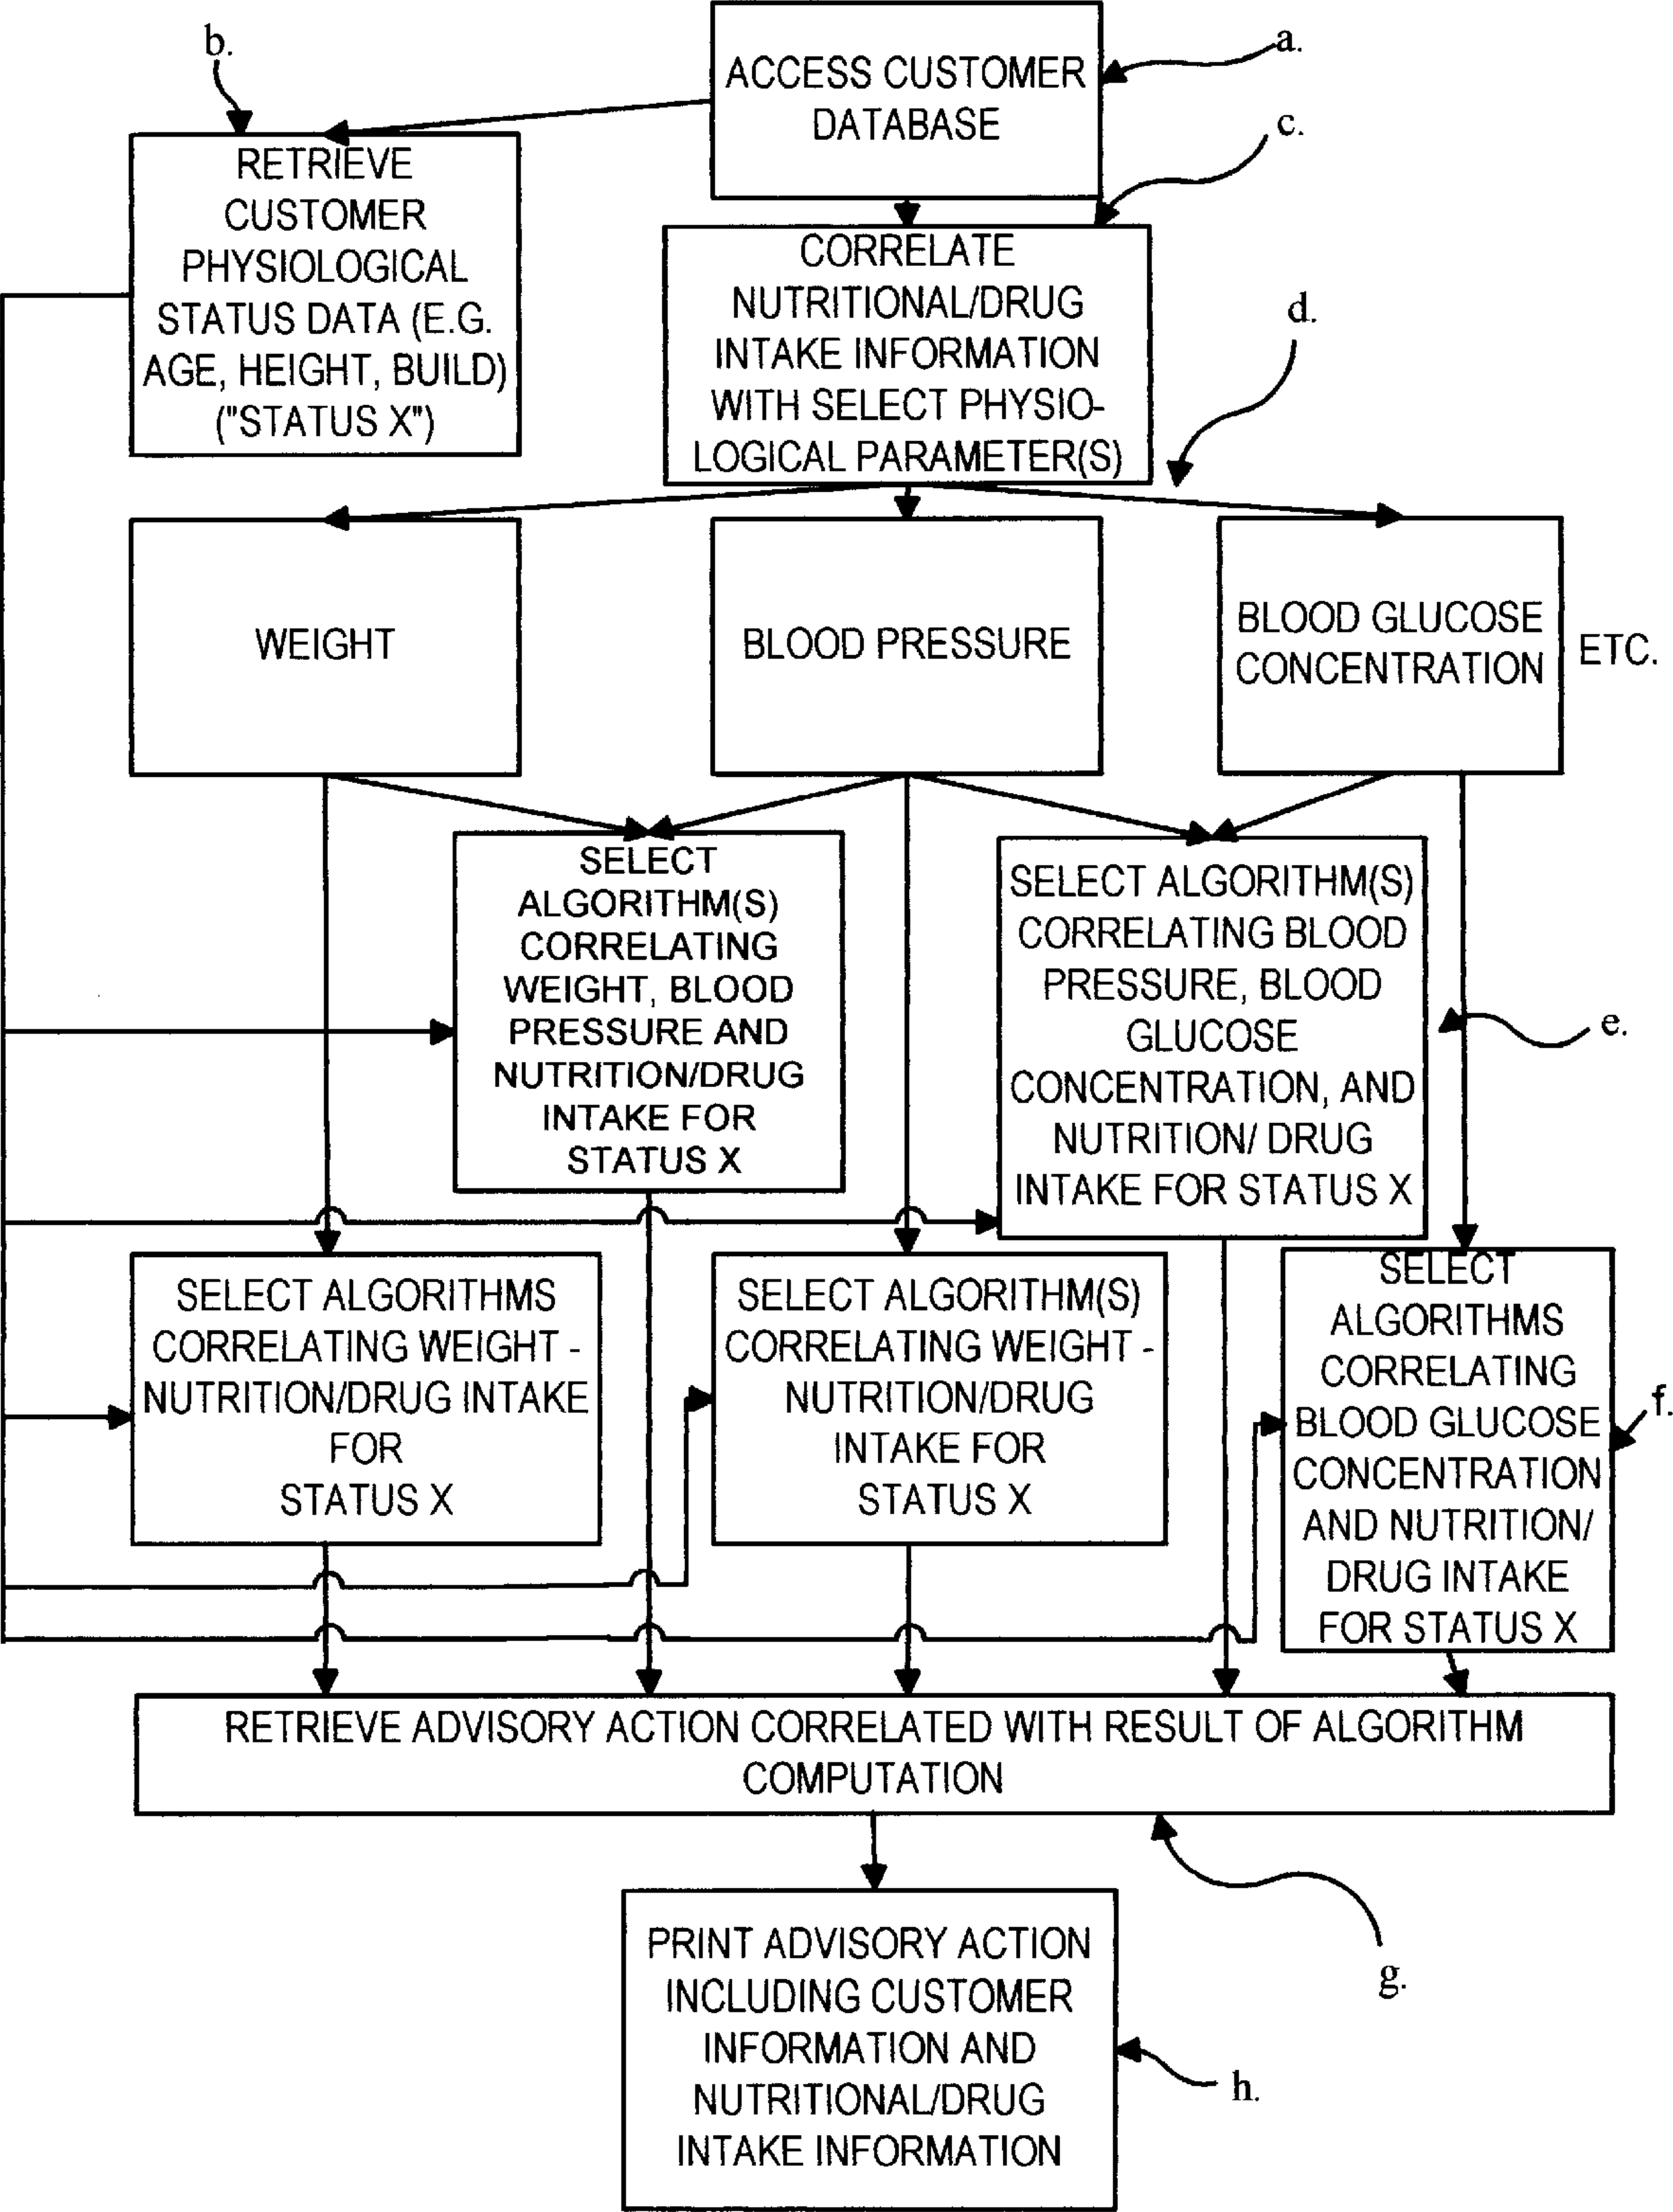 b.
a.
ACCESS CUSTOMER
DATABASE
c.
RETRIEVE
CUSTOMER
PHYSIOLOGICAL
STATUS DATA (E.G.
AGE, HEIGHT, BUILD)
("STATUS X")
CORRELATE
NUTRITIONAL/DRUG
INTAKE INFORMATION
WITH SELECT PHYSIO-
LOGICAL PARAMETER(S)
d.
WEIGHT
BLOOD PRESSURE
BLOOD GLUCOSE
CONCENTRATION
ETC.
SELECT
ALGORITHM(S)
CORRELATING
WEIGHT, BLOOD
PRESSURE AND
NUTRITION/DRUG
INTAKE FOR
STATUS X
SELECT ALGORITHM(S)
CORRELATING BLOOD
PRESSURE, BLOOD
GLUCOSE
CONCENTRATION, AND
NUTRITION/ DRUG
INTAKE FOR STATUS X
e.
SELECT ALGORITHMS
CORRELATING WEIGHT -
NUTRITION/DRUG INTAKE
FOR
STATUS X
SELECT ALGORITHM(S)
CORRELATING WEIGHT -
NUTRITION/DRUG
INTAKE FOR
STATUS X
SELECT
ALGORITHMS
CORRELATING
BLOOD GLUCOSE
CONCENTRATION
AND NUTRITION/
DRUG INTAKE
FOR STATUS X
f.
RETRIEVE ADVISORY ACTION CORRELATED WITH RESULT OF ALGORITHM
COMPUTATION
g.
PRINT ADVISORY ACTION
INCLUDING CUSTOMER
INFORMATION AND
NUTRITIONAL/DRUG
INTAKE INFORMATION
h.